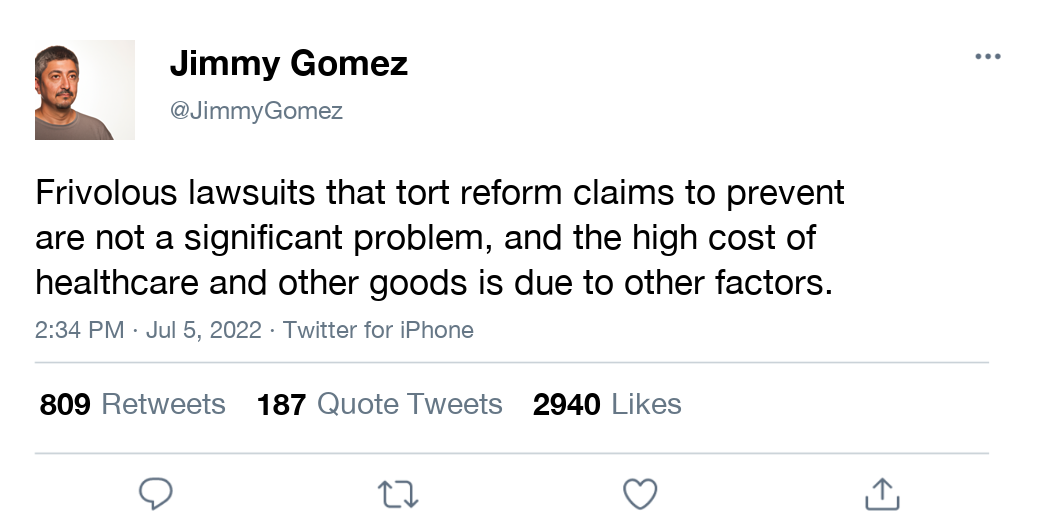 Jimmy Gomez
@JimmyGomez
Frivolous lawsuits that tort reform claims to prevent
are not a significant problem, and the high cost of
healthcare and other goods is due to other factors.
2:34 PM · Jul 5, 2022 · Twitter for iPhone
809 Retweets 187 Quote Tweets 2940 Likes